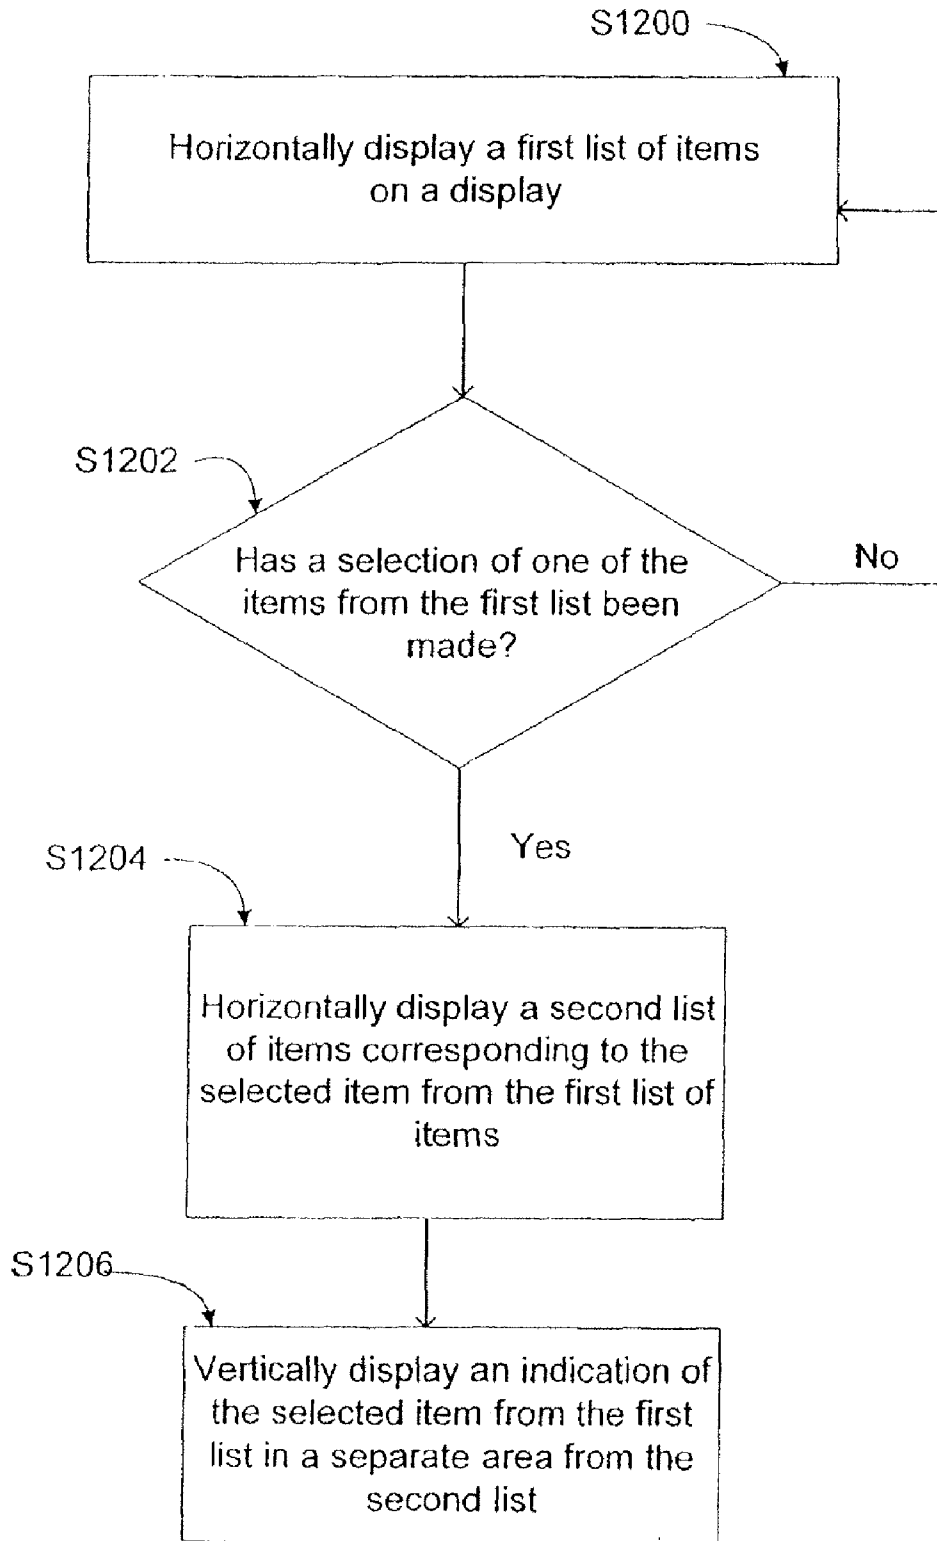 S1200
Horizontally display a first list of items
on a display
S1202
Has a selection of one of the
items from the first list been
made?
No
Yes
S1204
Horizontally display a second list
of items corresponding to the
selected item from the first list of
items
S1206
Vertically display an indication of
the selected item from the first
list in a separate area from the
second list